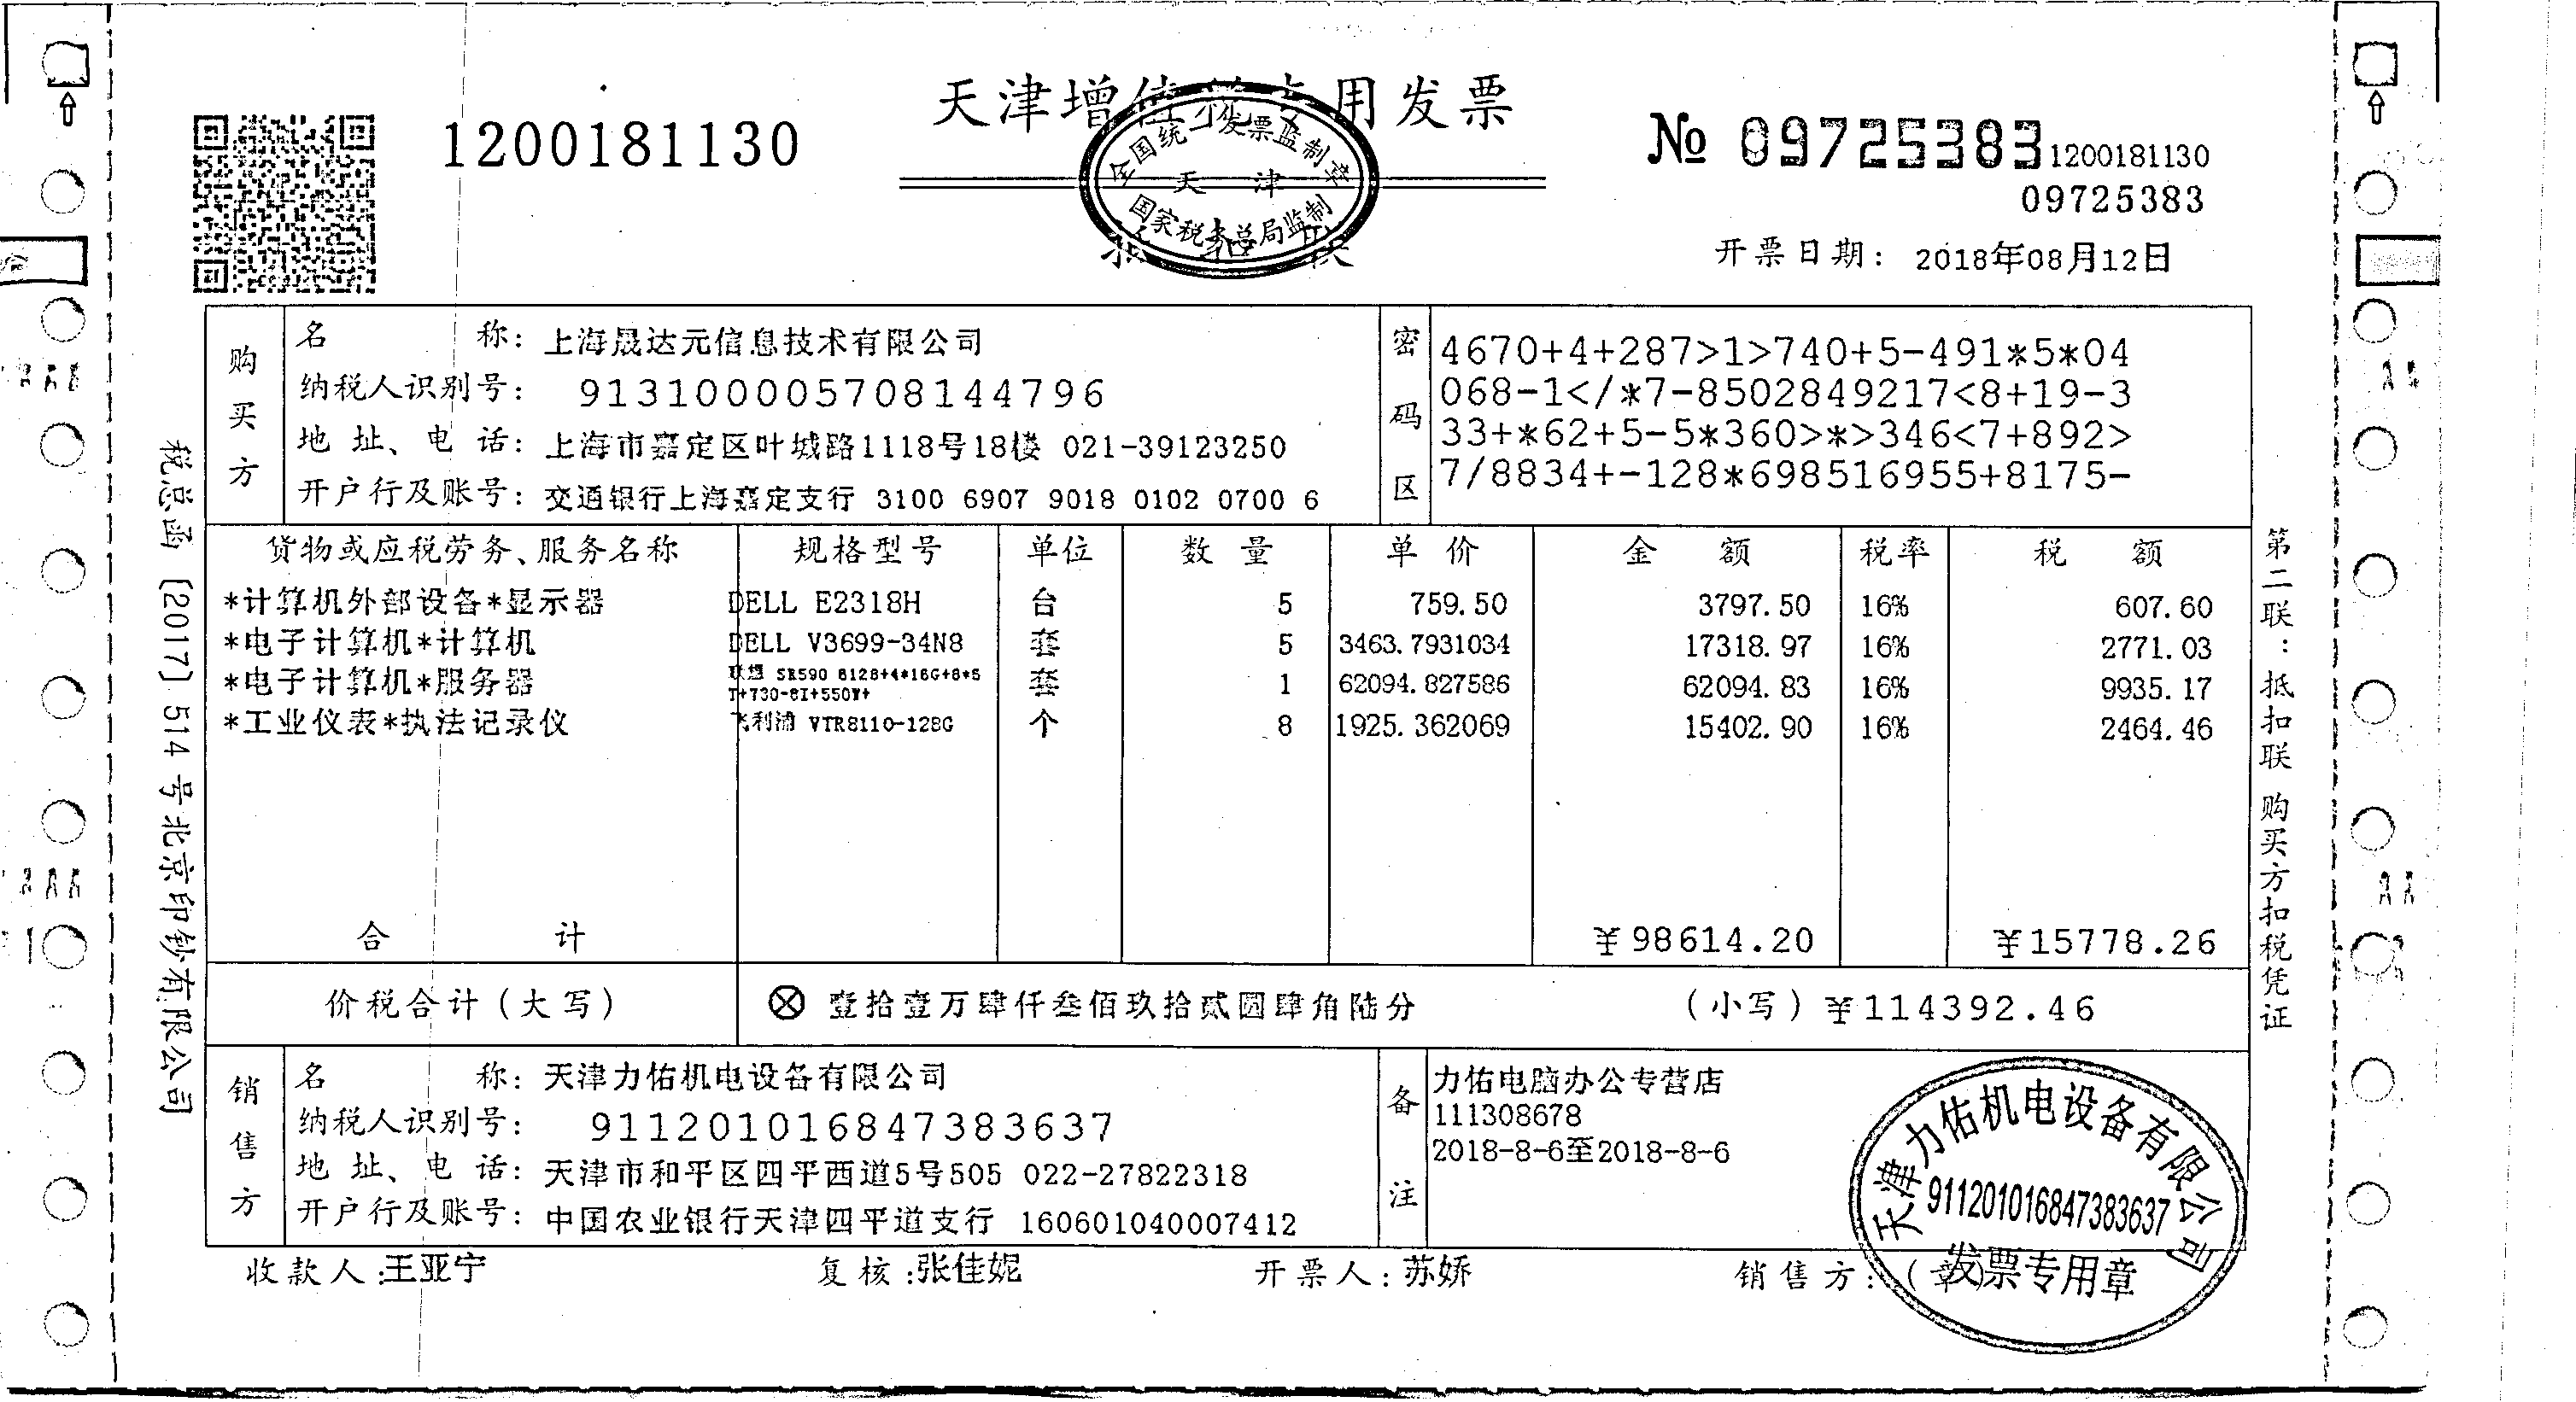 天津增值税专用发票
1200181130
№ 09725383
1200181130
09725383
全国统一发票监制章
天 津
国家税务总局监制
抵扣联
开票日期： 2018年08月12日
购买方
名 称： 上海晟达元信息技术有限公司
纳税人识别号： 913100005708144796
地 址、电 话： 上海市嘉定区叶城路1118号18楼 021-39123250
开户行及账号： 交通银行上海嘉定支行 3100 6907 9018 0102 0700 6
密码区
4670+4+287>1>740+5-491*5*04
068-1</*7-8502849217<8+19-3
33+*62+5-5*360>*>346<7+892>
7/8834+-128*698516955+8175-
货物或应税劳务、服务名称 规格型号 单位 数 量 单 价 金 额 税率 税 额
*计算机外部设备*显示器 DELL E2318H 台 5 759.50 3797.50 16% 607.60
*电子计算机*计算机 DELL V3699-34N8 套 5 3463.7931034 17318.97 16% 2771.03
*电子计算机*服务器 联想 SR590 6128+4*16G+6*5 套 1 62094.827586 62094.83 16% 9935.17
T+730-8I+550W+
*工业仪表*执法记录仪 飞利浦 VTR8110-128G 个 8 1925.362069 15402.90 16% 2464.46
合 计 ￥98614.20 ￥15778.26
价税合计（大写） ⊗ 壹拾壹万肆仟叁佰玖拾贰圆肆角陆分 （小写）￥114392.46
销售方
名 称： 天津力佑机电设备有限公司
纳税人识别号： 911201016847383637
地 址、电 话： 天津市和平区四平西道5号505 022-27822318
开户行及账号： 中国农业银行天津四平道支行 160601040007412
备注
力佑电脑办公专营店
111308678
2018-8-6至2018-8-6
天津力佑机电设备有限公司
911201016847383637
发票专用章
收款人：王亚宁 复核：张佳妮 开票人：苏娇 销售方：（章）
税总函〔2017〕514号北京印钞有限公司
第二联：抵扣联 购买方扣税凭证